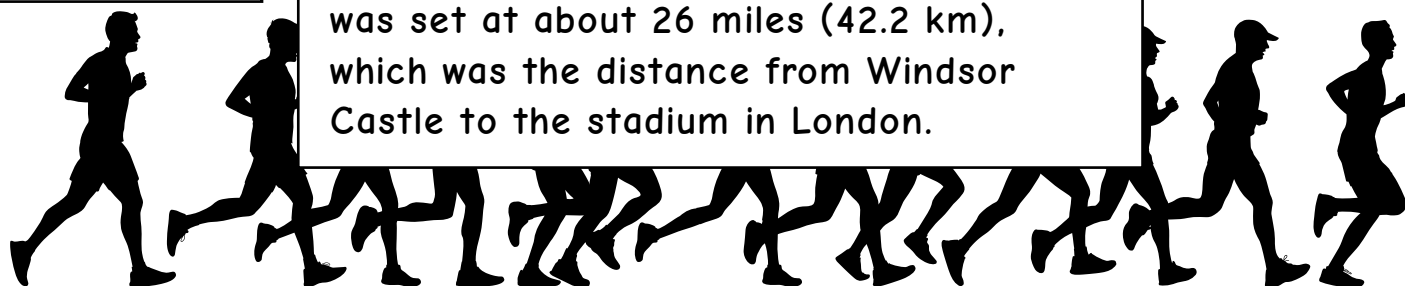 was set at about 26 miles (42.2 km),
which was the distance from Windsor
Castle to the stadium in London.